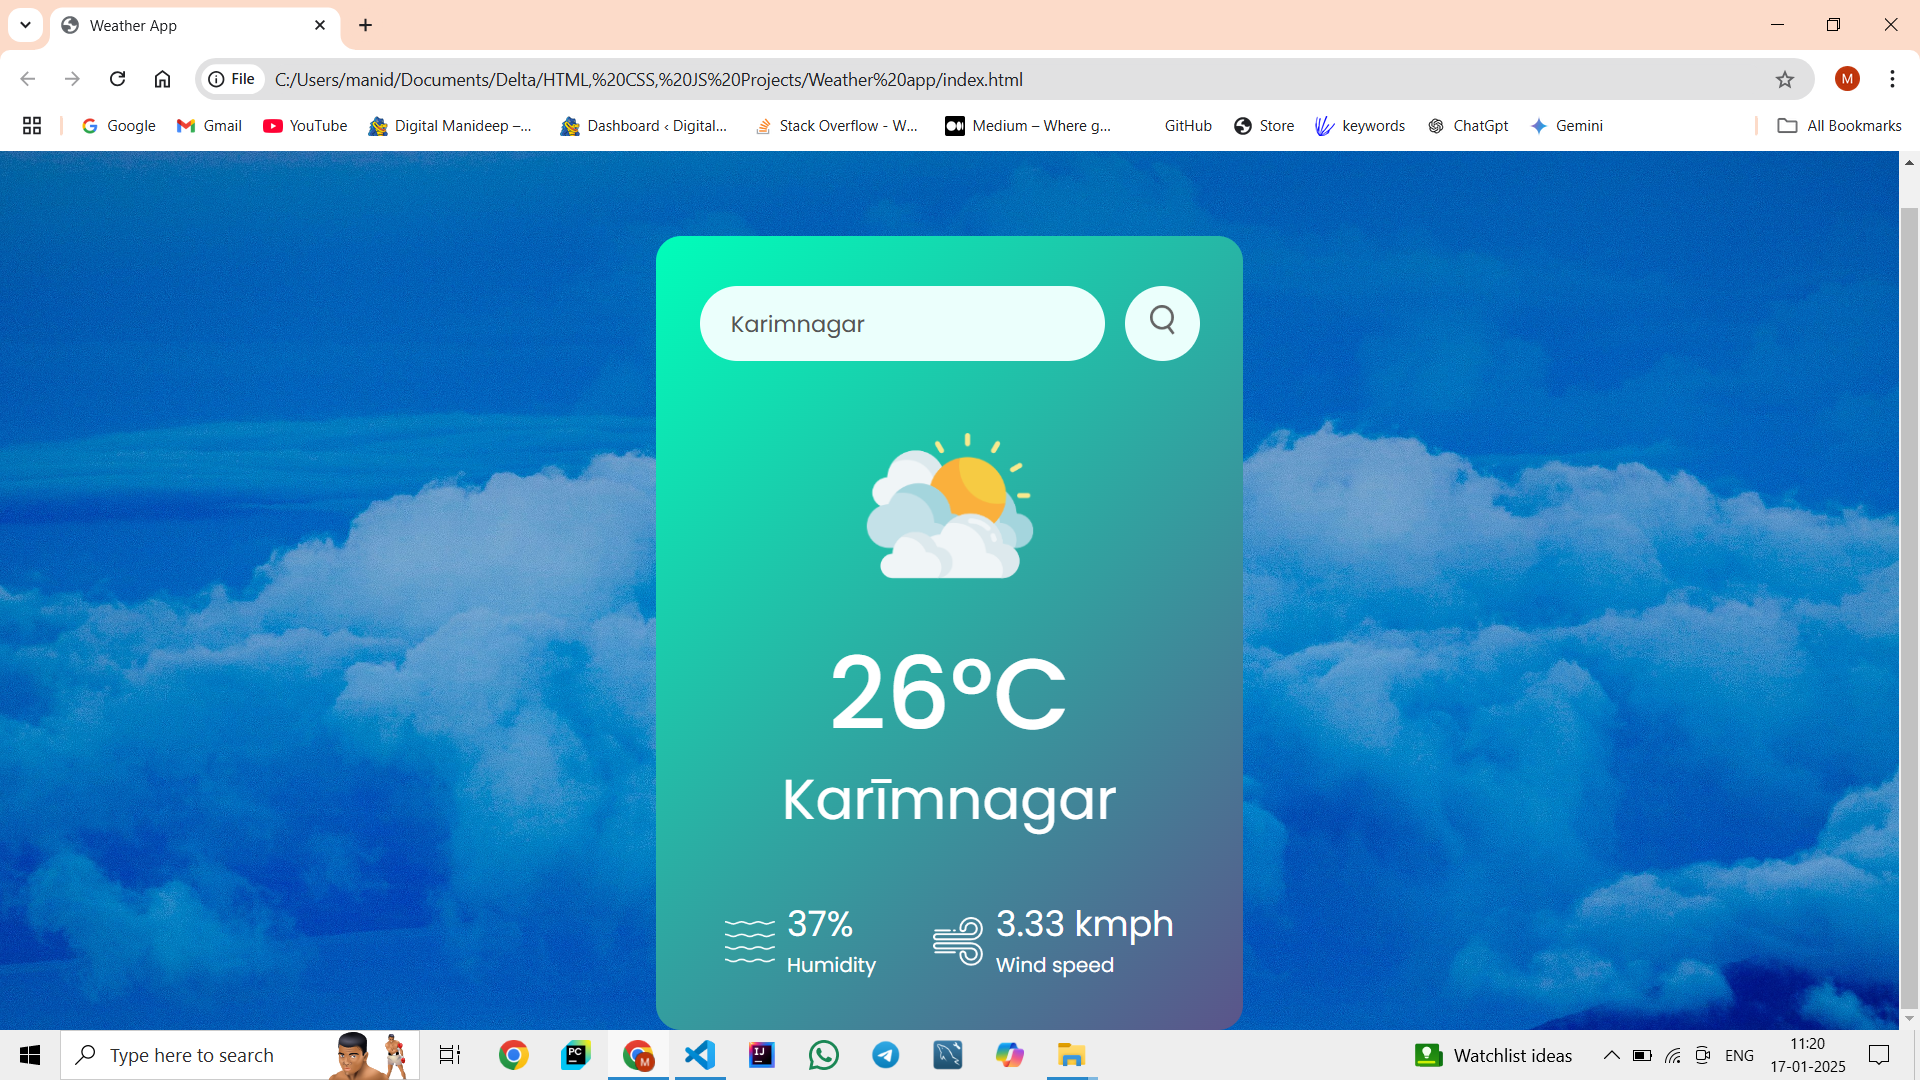 Weather App
File
C:/Users/manid/Documents/Delta/HTML,%20CSS,%20JS%20Projects/Weather%20app/index.html
M
Google Gmail YouTube Digital Manideep –... Dashboard ‹ Digital... Stack Overflow - W... Medium – Where g... GitHub Store keywords ChatGpt Gemini All Bookmarks
Karimnagar
26°C
Karīmnagar
37%
Humidity
3.33 kmph
Wind speed
Type here to search
PC
M
IJ
Watchlist ideas
ENG
11:20
17-01-2025